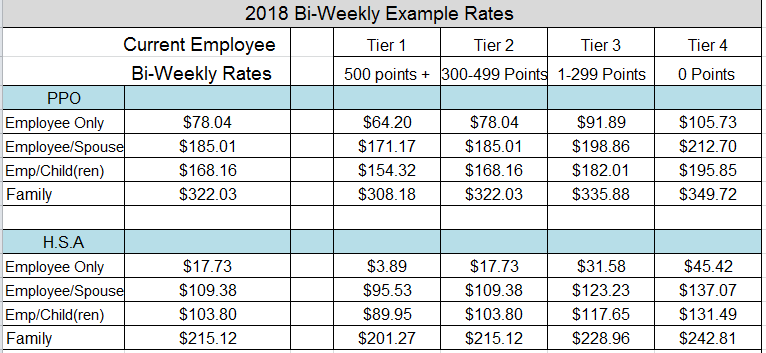 2018 Bi-Weekly Example Rates
Current Employee Tier 1 Tier 2 Tier 3 Tier 4
Bi-Weekly Rates 500 points + 300-499 Points 1-299 Points 0 Points
PPO
Employee Only $78.04 $64.20 $78.04 $91.89 $105.73
Employee/Spouse $185.01 $171.17 $185.01 $198.86 $212.70
Emp/Child(ren) $168.16 $154.32 $168.16 $182.01 $195.85
Family $322.03 $308.18 $322.03 $335.88 $349.72
H.S.A
Employee Only $17.73 $3.89 $17.73 $31.58 $45.42
Employee/Spouse $109.38 $95.53 $109.38 $123.23 $137.07
Emp/Child(ren) $103.80 $89.95 $103.80 $117.65 $131.49
Family $215.12 $201.27 $215.12 $228.96 $242.81